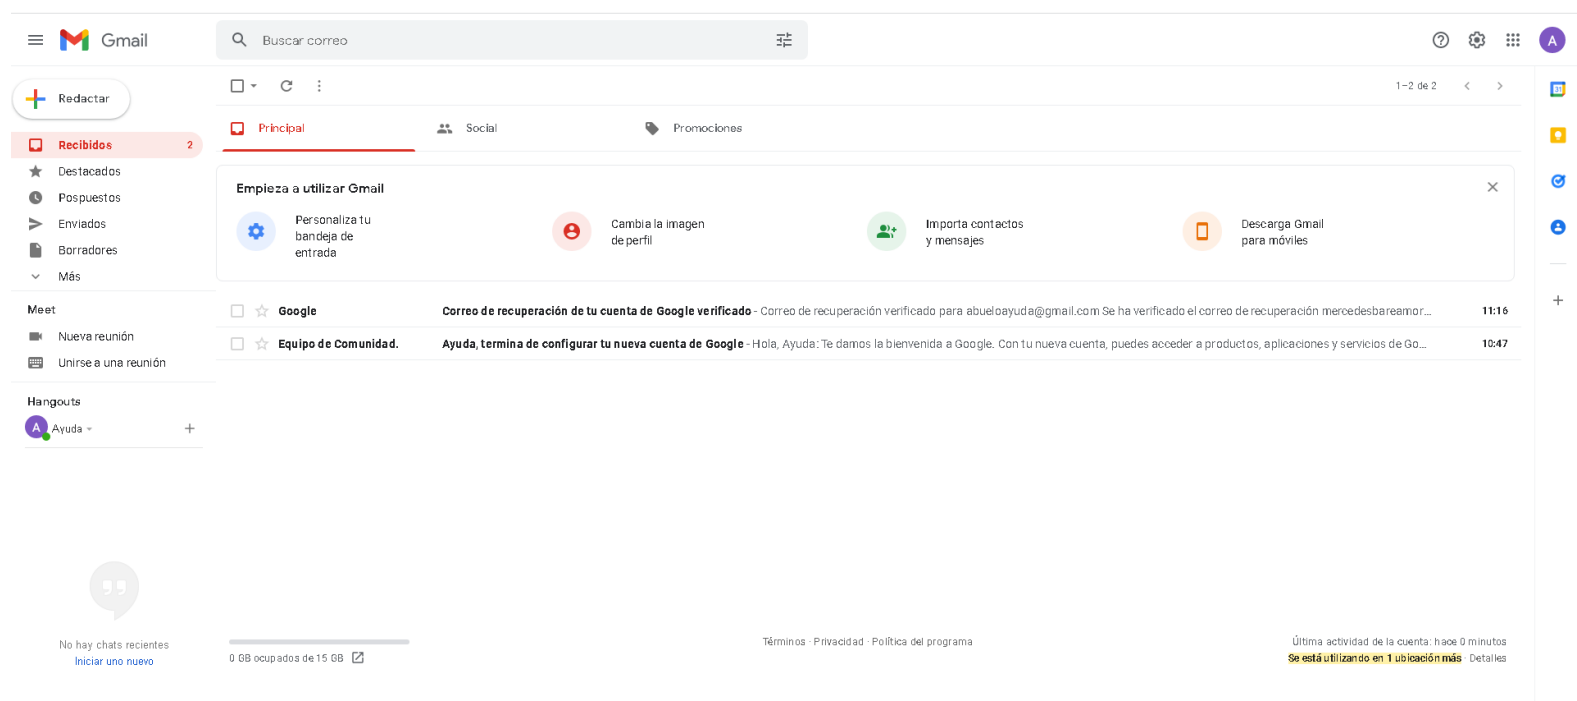 Gmail
Buscar correo
A
Redactar
1–2 de 2
31
Principal
Social
Promociones
Recibidos 2
Destacados
Pospuestos
Enviados
Borradores
Más
Empieza a utilizar Gmail
Personaliza tu
bandeja de
entrada
Cambia la imagen
de perfil
Importa contactos
y mensajes
Descarga Gmail
para móviles
Meet
Nueva reunión
Unirse a una reunión
Google Correo de recuperación de tu cuenta de Google verificado - Correo de recuperación verificado para abueloayuda@gmail.com Se ha verificado el correo de recuperación mercedesbareamor... 11:16
Equipo de Comunidad. Ayuda, termina de configurar tu nueva cuenta de Google - Hola, Ayuda: Te damos la bienvenida a Google. Con tu nueva cuenta, puedes acceder a productos, aplicaciones y servicios de Go... 10:47
Hangouts
A Ayuda
No hay chats recientes
Iniciar uno nuevo
0 GB ocupados de 15 GB
Términos · Privacidad · Política del programa
Última actividad de la cuenta: hace 0 minutos
Se está utilizando en 1 ubicación más · Detalles